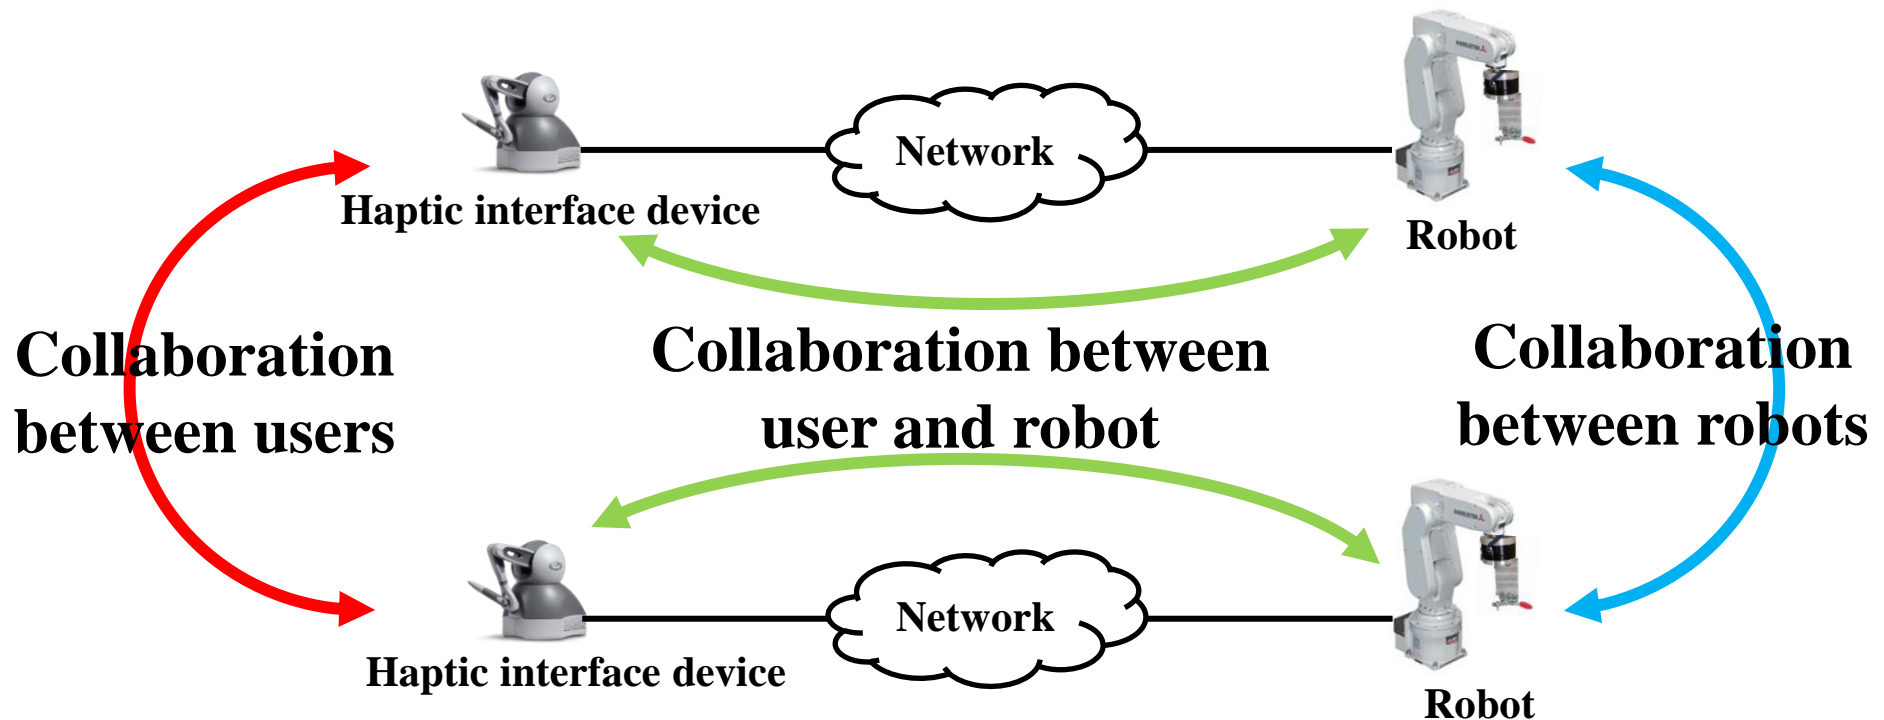 Network
Haptic interface device
Robot
Collaboration
between users
Collaboration between
user and robot
Collaboration
between robots
Network
Haptic interface device
Robot